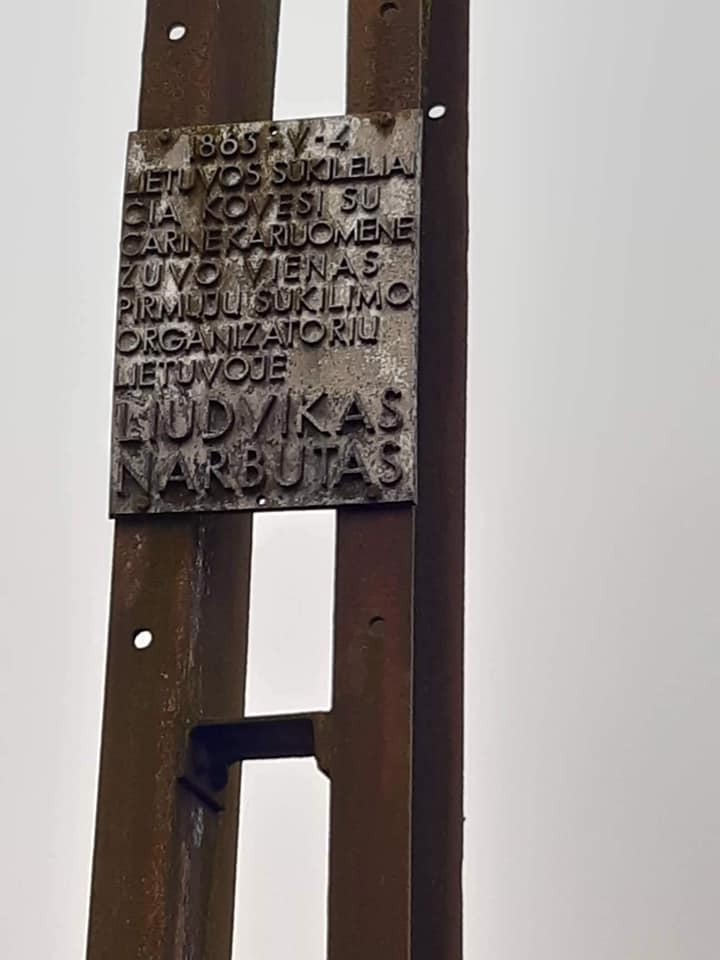 1863-V-4
LIETUVOS SUKILĖLIAI
ČIA KOVĖSI SU
CARINE KARIUOMENE
ŽUVO VIENAS
PIRMŲJŲ SUKILIMO
ORGANIZATORIŲ
LIETUVOJE
LIUDVIKAS
NARBUTAS